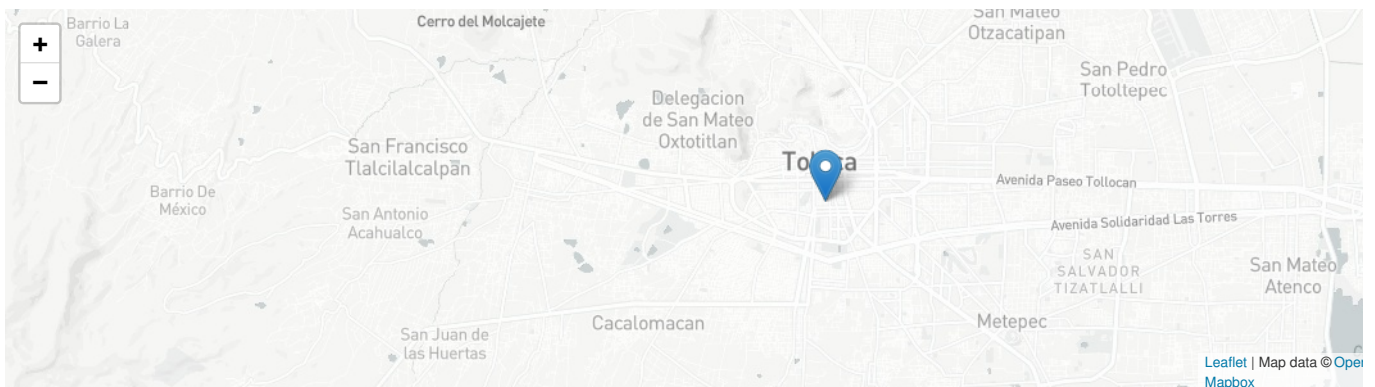 Barrio La
Galera
Cerro del Molcajete
San Mateo
Otzacatipan
+
−
San Pedro
Totoltepec
Delegacion
de San Mateo
Oxtotitlan
San Francisco
Tlalcilalcalpan
Avenida Paseo Tollocan
Barrio De
México
San Antonio
Acahualco
Avenida Solidaridad Las Torres
SAN
SALVADOR
TIZATLALLI
San Mateo
Atenco
Cacalomacan
Metepec
San Juan de
las Huertas
Leaflet | Map data ©
Mapbox